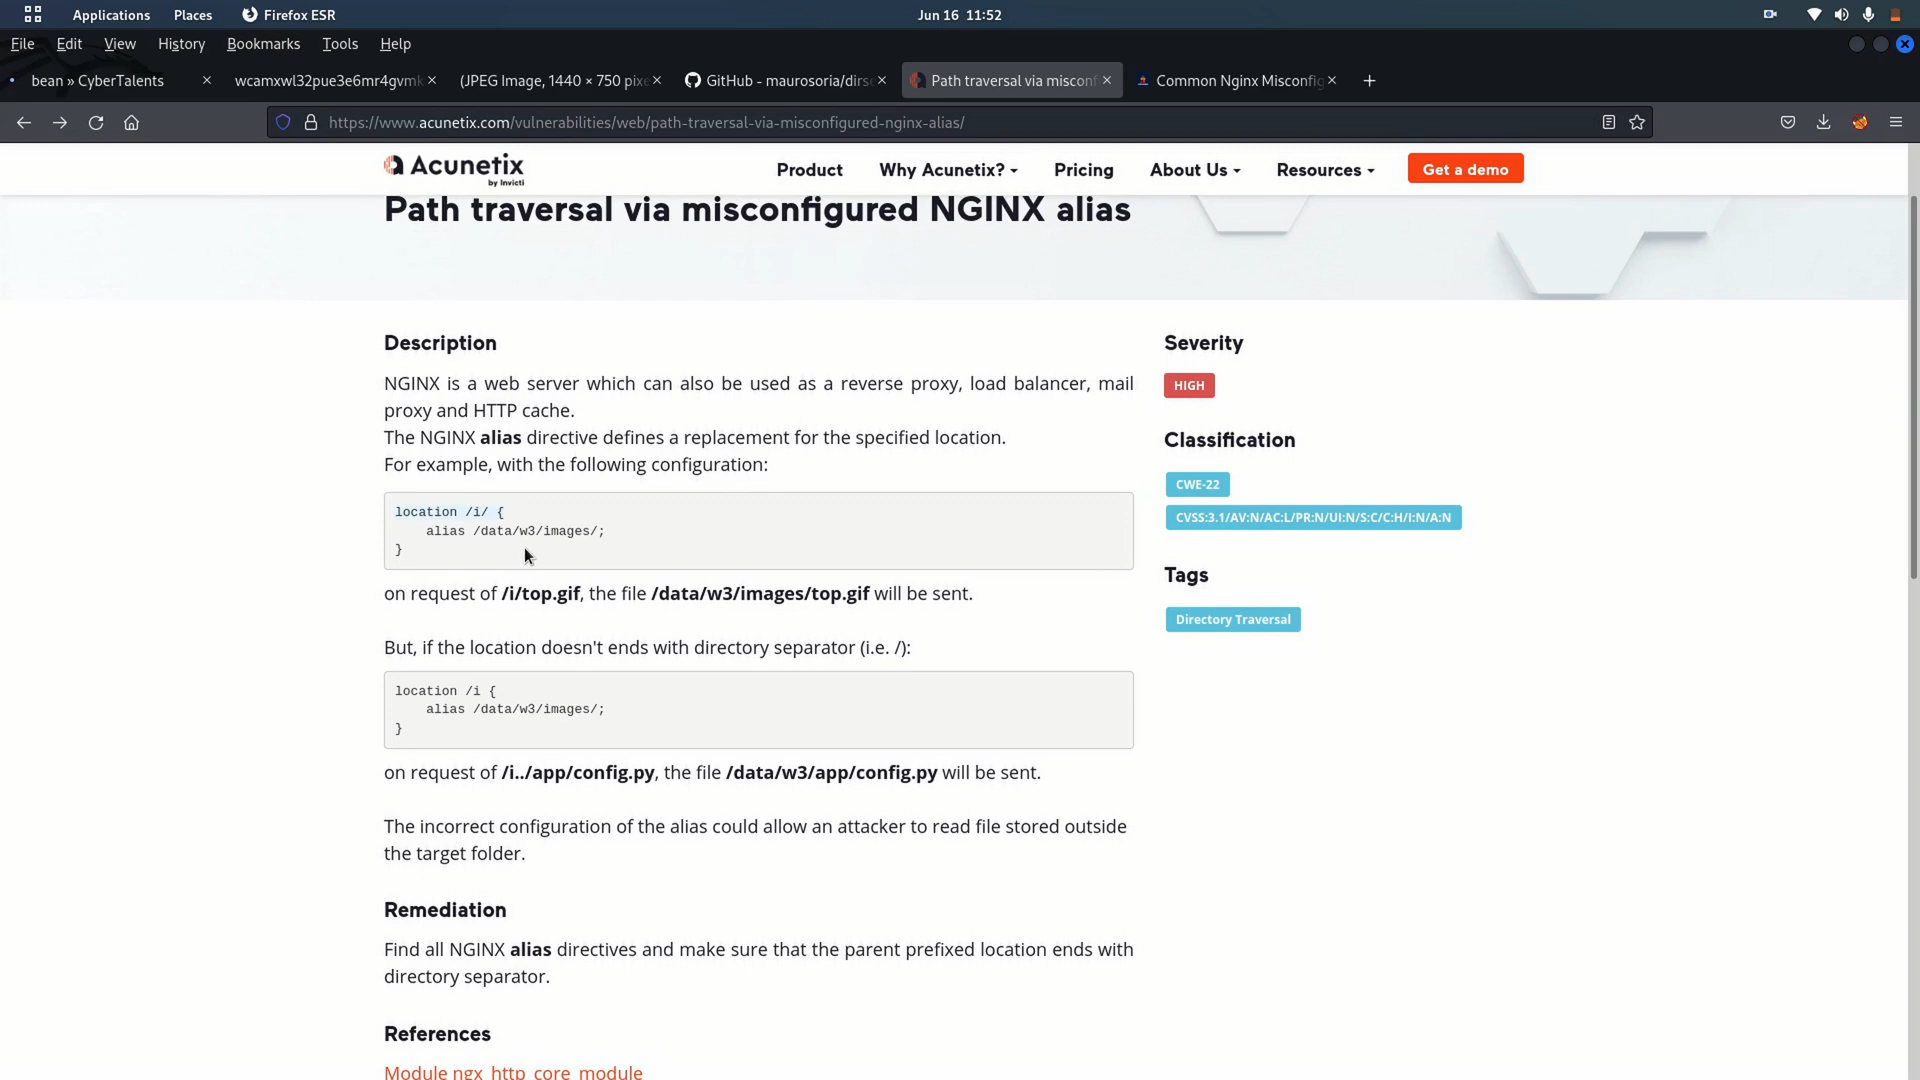 Applications Places Firefox ESR Jun 16 11:52
File Edit View History Bookmarks Tools Help
bean » CyberTalents wcamxwl32pue3e6mr4gvm (JPEG Image, 1440 × 750 pixe GitHub - maurosoria/dirse Path traversal via misconf Common Nginx Misconfig
https://www.acunetix.com/vulnerabilities/web/path-traversal-via-misconfigured-nginx-alias/
Acunetix Product Why Acunetix? Pricing About Us Resources Get a demo
by Invicti
Path traversal via misconfigured NGINX alias
Description
NGINX is a web server which can also be used as a reverse proxy, load balancer, mail
proxy and HTTP cache.
The NGINX alias directive defines a replacement for the specified location.
For example, with the following configuration:
location /i/ {
alias /data/w3/images/;
}
on request of /i/top.gif, the file /data/w3/images/top.gif will be sent.
But, if the location doesn't ends with directory separator (i.e. /):
location /i {
alias /data/w3/images/;
}
on request of /i../app/config.py, the file /data/w3/app/config.py will be sent.
The incorrect configuration of the alias could allow an attacker to read file stored outside
the target folder.
Remediation
Find all NGINX alias directives and make sure that the parent prefixed location ends with
directory separator.
References
Module ngx_http_core_module
Severity
HIGH
Classification
CWE-22
CVSS:3.1/AV:N/AC:L/PR:N/UI:N/S:C/C:H/I:N/A:N
Tags
Directory Traversal